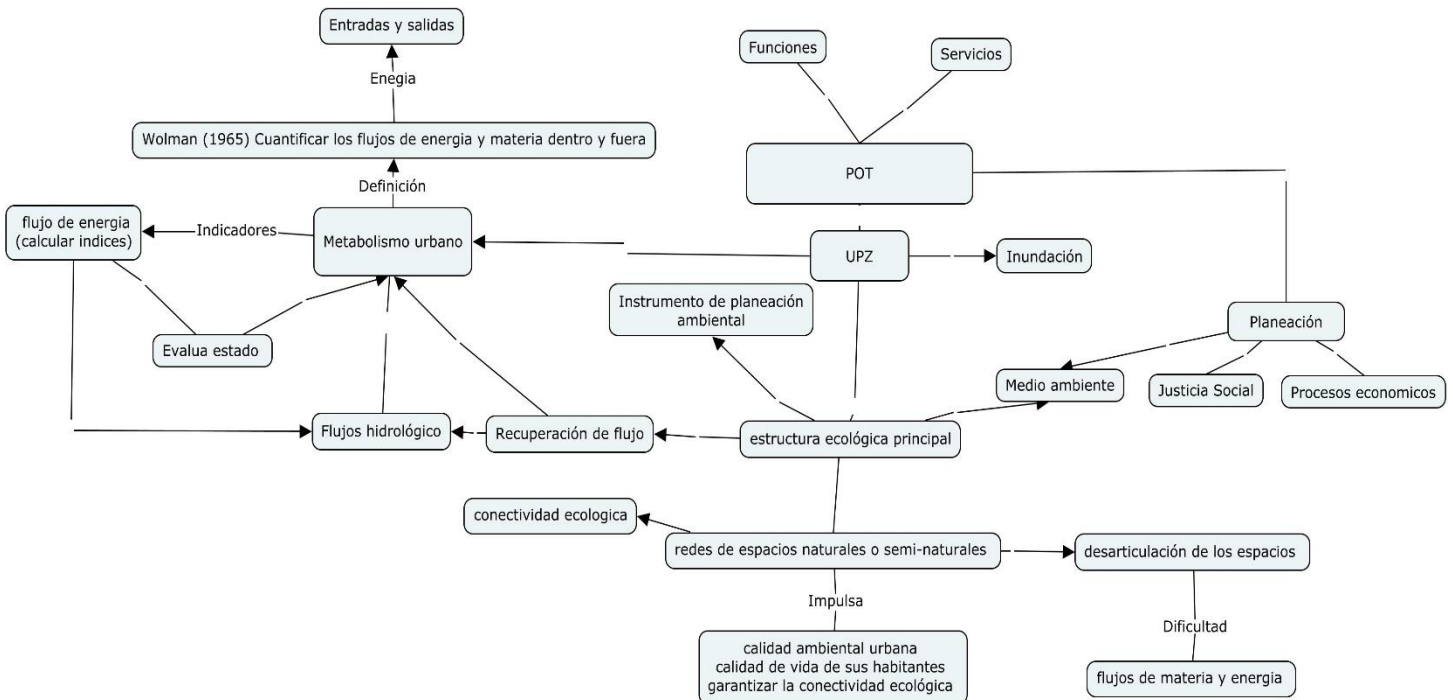 Entradas y salidas
Funciones
Servicios
Enegia
Wolman (1965) Cuantificar los flujos de energia y materia dentro y fuera
POT
Definición
flujo de energia
(calcular indices)
Indicadores
Metabolismo urbano
UPZ
Inundación
Instrumento de planeación
ambiental
Planeación
Evalua estado
Medio ambiente
Justicia Social
Procesos economicos
Flujos hidrológico
Recuperación de flujo
estructura ecológica principal
conectividad ecologica
redes de espacios naturales o semi-naturales
desarticulación de los espacios
Impulsa
Dificultad
calidad ambiental urbana
calidad de vida de sus habitantes
garantizar la conectividad ecológica
flujos de materia y energia